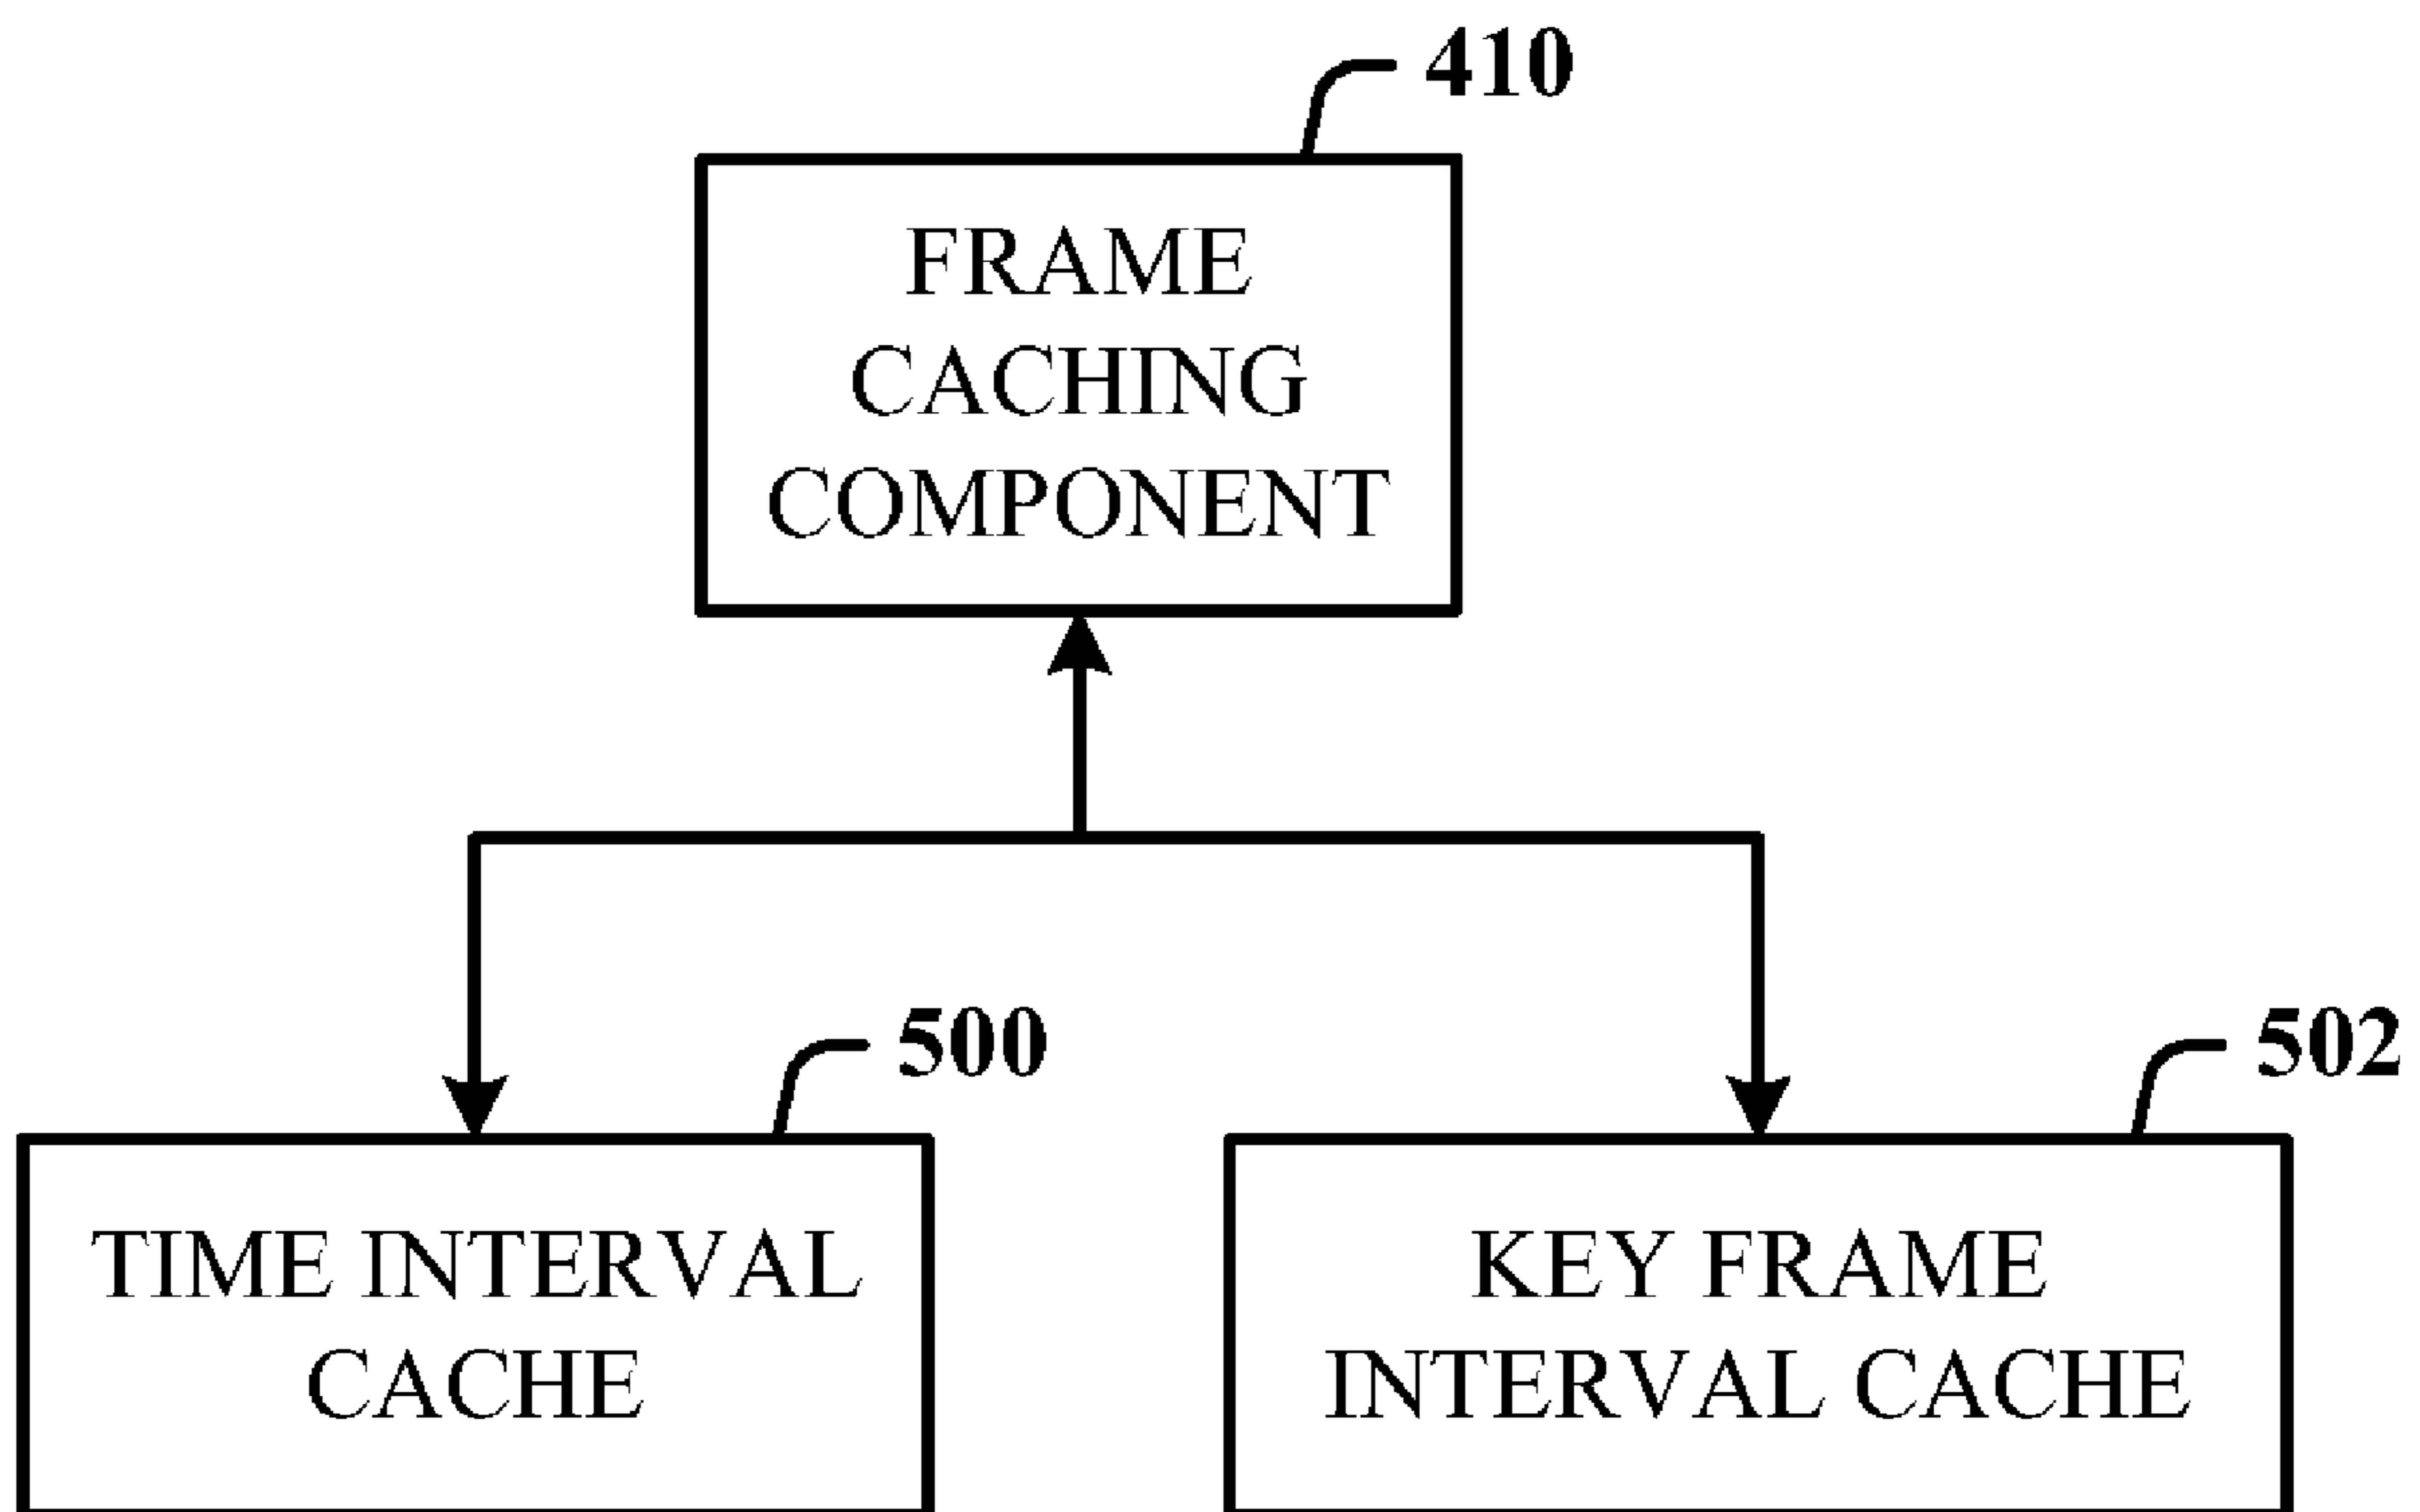 410
FRAME
CACHING
COMPONENT
500
502
TIME INTERVAL
CACHE
KEY FRAME
INTERVAL CACHE